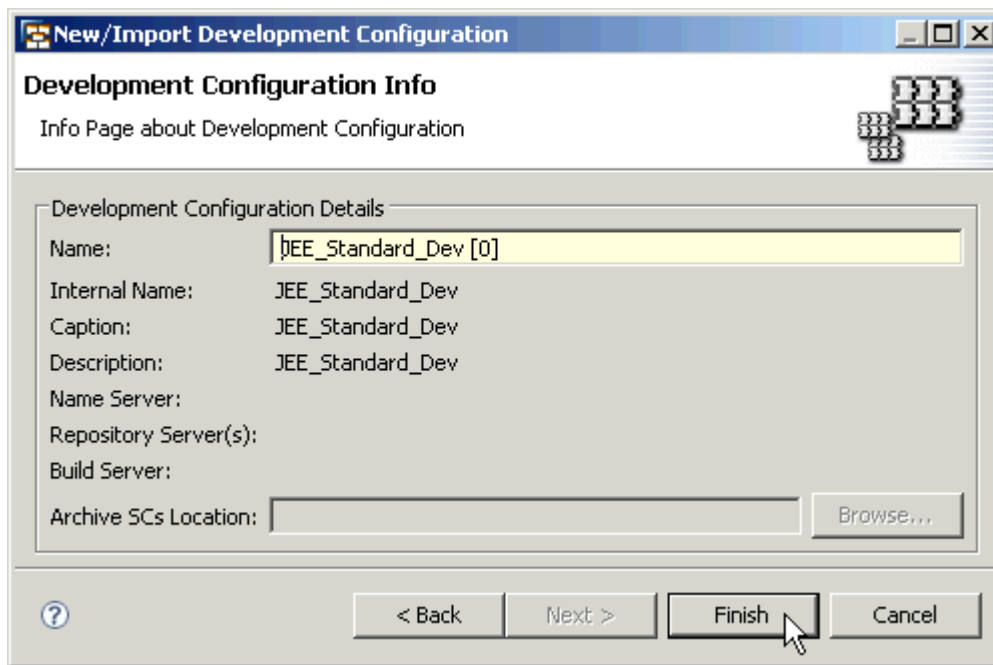 New/Import Development Configuration
Development Configuration Info
Info Page about Development Configuration
Development Configuration Details
Name: JEE_Standard_Dev [0]
Internal Name: JEE_Standard_Dev
Caption: JEE_Standard_Dev
Description: JEE_Standard_Dev
Name Server:
Repository Server(s):
Build Server:
Archive SCs Location: Browse...
? < Back Next > Finish Cancel